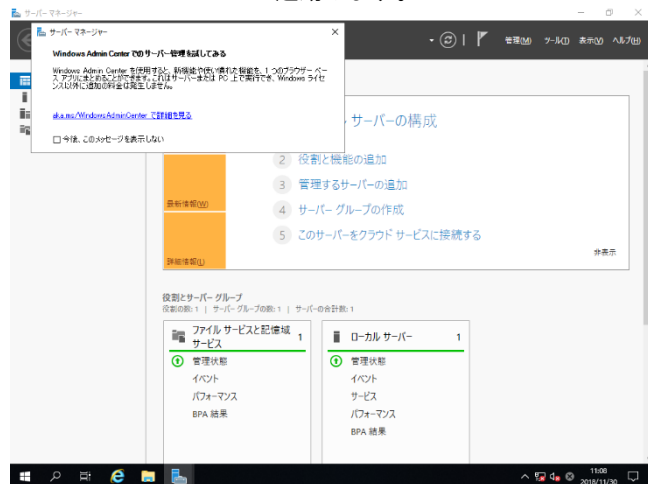 サーバー マネージャー
サーバー マネージャー
Windows Admin Center でのサーバー管理を試してみる
Windows Admin Center を使用すると、新機能や使い慣れた機能を、1 つのブラウザー ベー
ス アプリにまとめることができます。これはサーバーまたは PC 上で実行でき、Windows ライセ
ンス以外に追加の料金は発生しません。
aka.ms/WindowsAdminCenter で詳細を見る
今後、このメッセージを表示しない
管理(M) ツール(T) 表示(V) ヘルプ(H)
サーバーの構成
2 役割と機能の追加
3 管理するサーバーの追加
最新情報(W)
4 サーバー グループの作成
5 このサーバーをクラウド サービスに接続する
詳細情報(L)
非表示
役割とサーバー グループ
役割の数: 1 | サーバー グループの数: 1 | サーバーの合計数: 1
ファイル サービスと記憶域
サービス
1
管理状態
イベント
パフォーマンス
BPA 結果
ローカル サーバー 1
管理状態
イベント
サービス
パフォーマンス
BPA 結果
11:08
2018/11/30